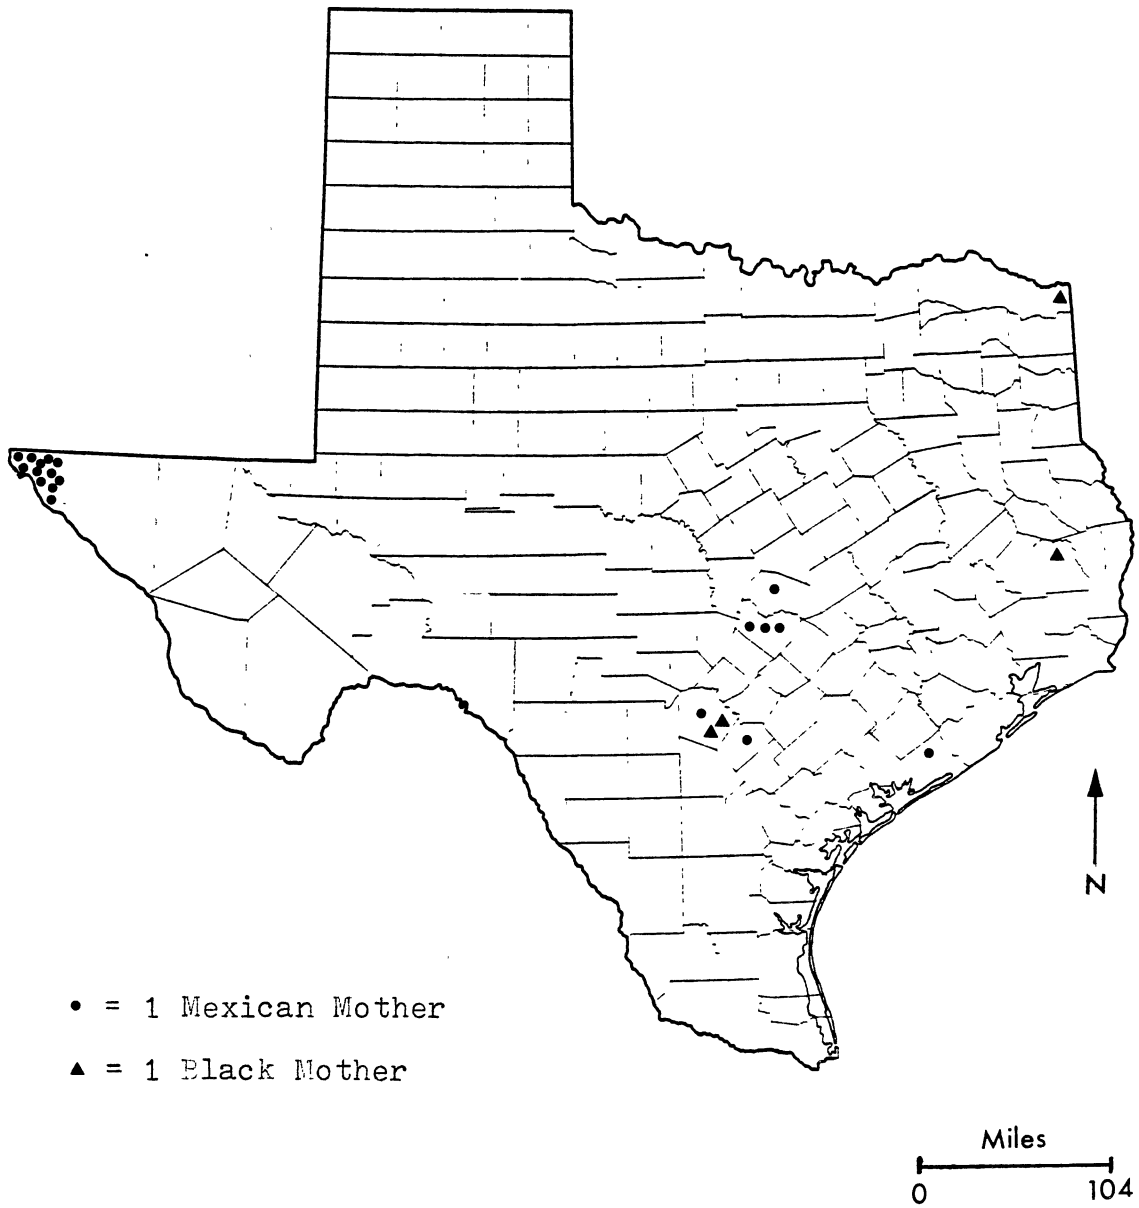 N
• = 1 Mexican Mother
▲ = 1 Black Mother
Miles
0 104